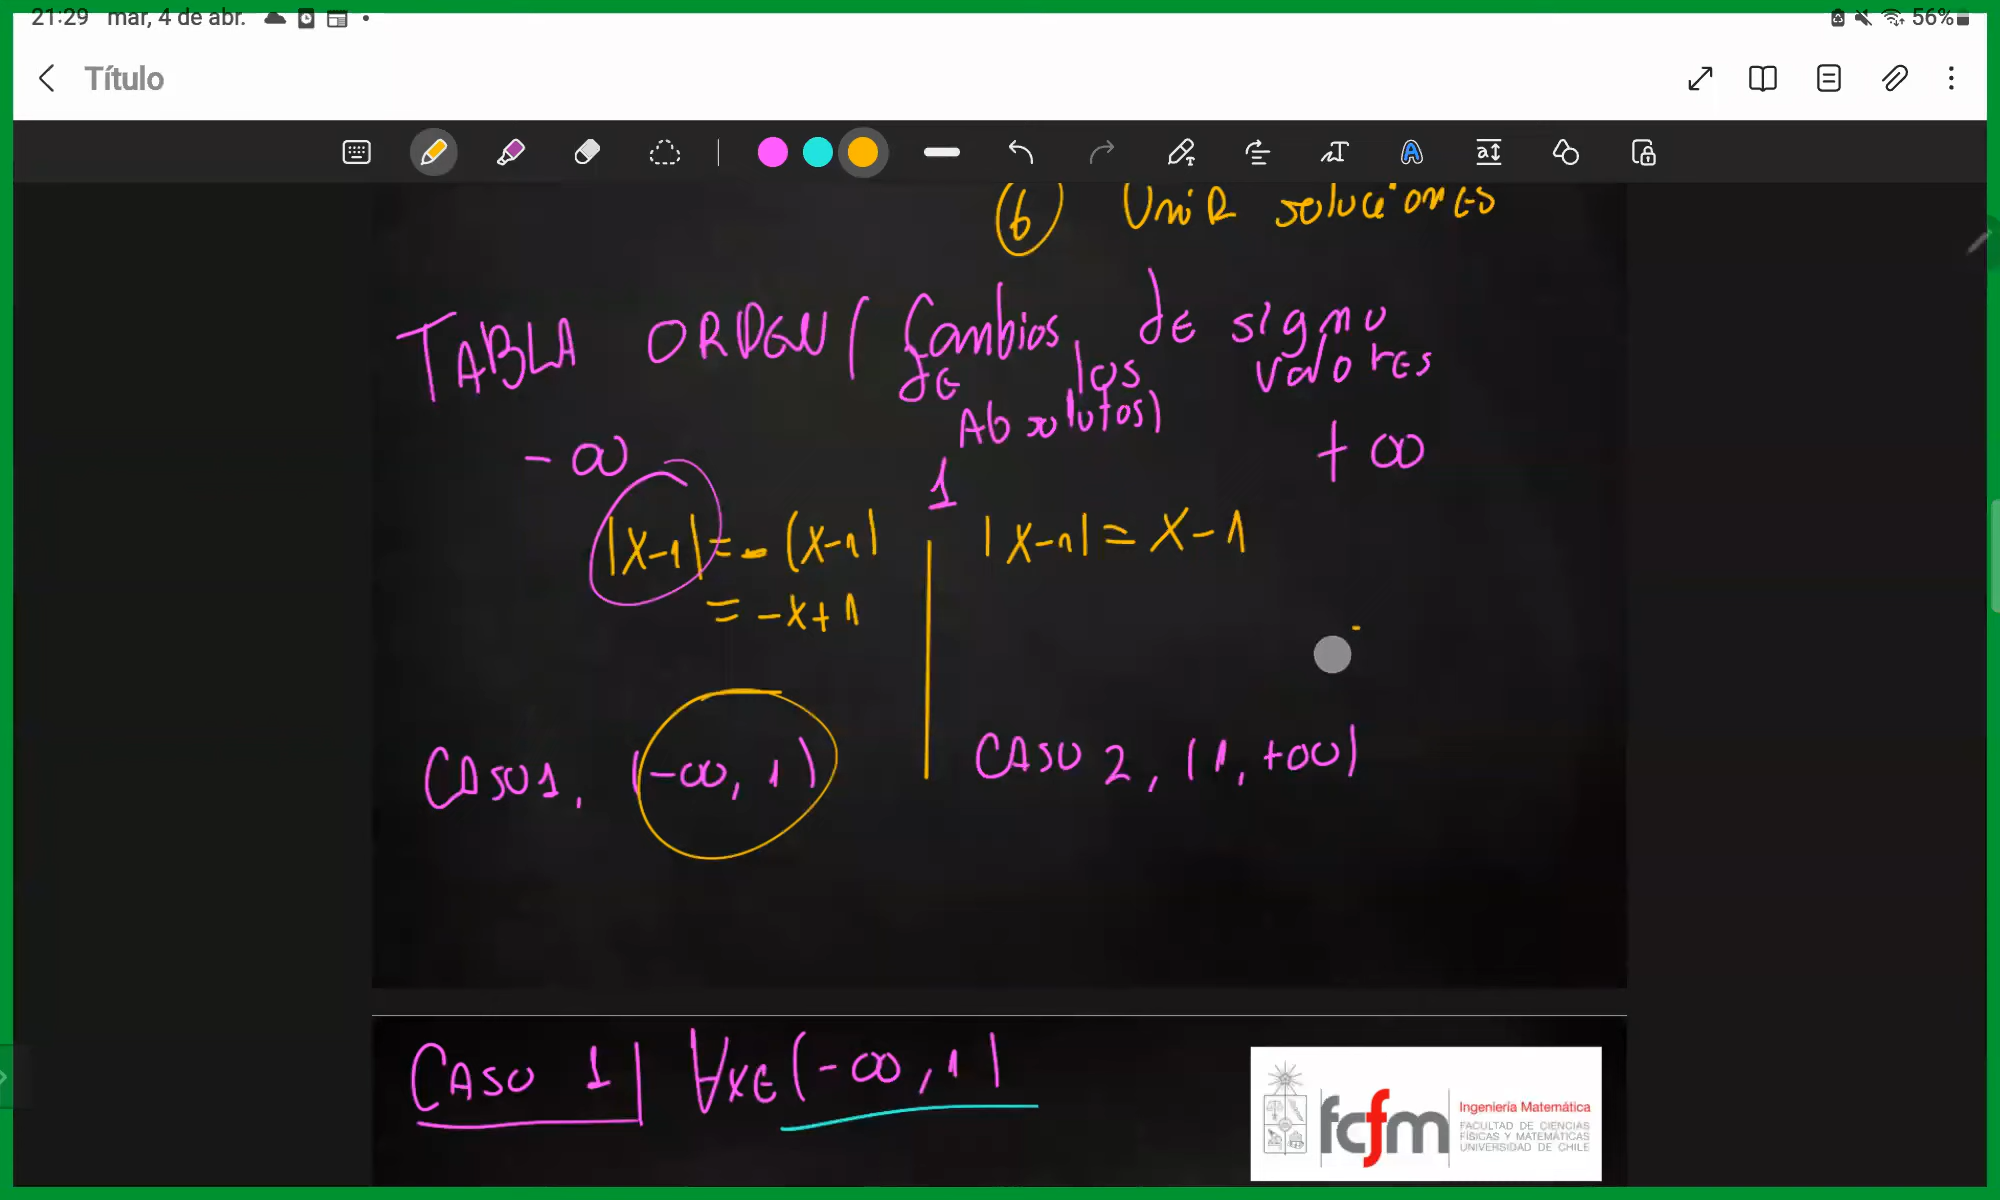 21:29 mar, 4 de abr. 56%
Título
6 Unir soluciones
TABLA ORDEN (Cambios de signo
de los valores
Absolutos)
-∞ 1 +∞
|x-1| = -(x-1) |x-1| = x-1
= -x+1
CASO 1, (-∞, 1) CASO 2, (1, +∞)
CASO 1 ∀x∈(-∞, 1)
fcfm
Ingeniería Matemática
FACULTAD DE CIENCIAS
FÍSICAS Y MATEMÁTICAS
UNIVERSIDAD DE CHILE